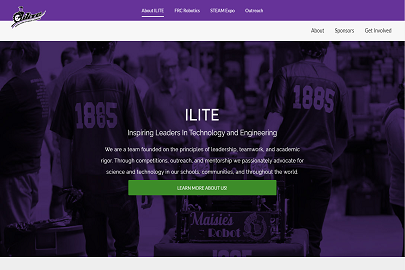 ILITE
About ILITE FRC Robotics STEAM Expo Outreach
About Sponsors Get Involved
1885
1885
ILITE
Inspiring Leaders In Technology and Engineering
We are a team founded on the principles of leadership, teamwork, and academic
rigor. Through competitions, outreach, and mentorship we passionately advocate for
science and technology in our schools, communities, and throughout the world.
LEARN MORE ABOUT US!
Maisie's
Robot
1885